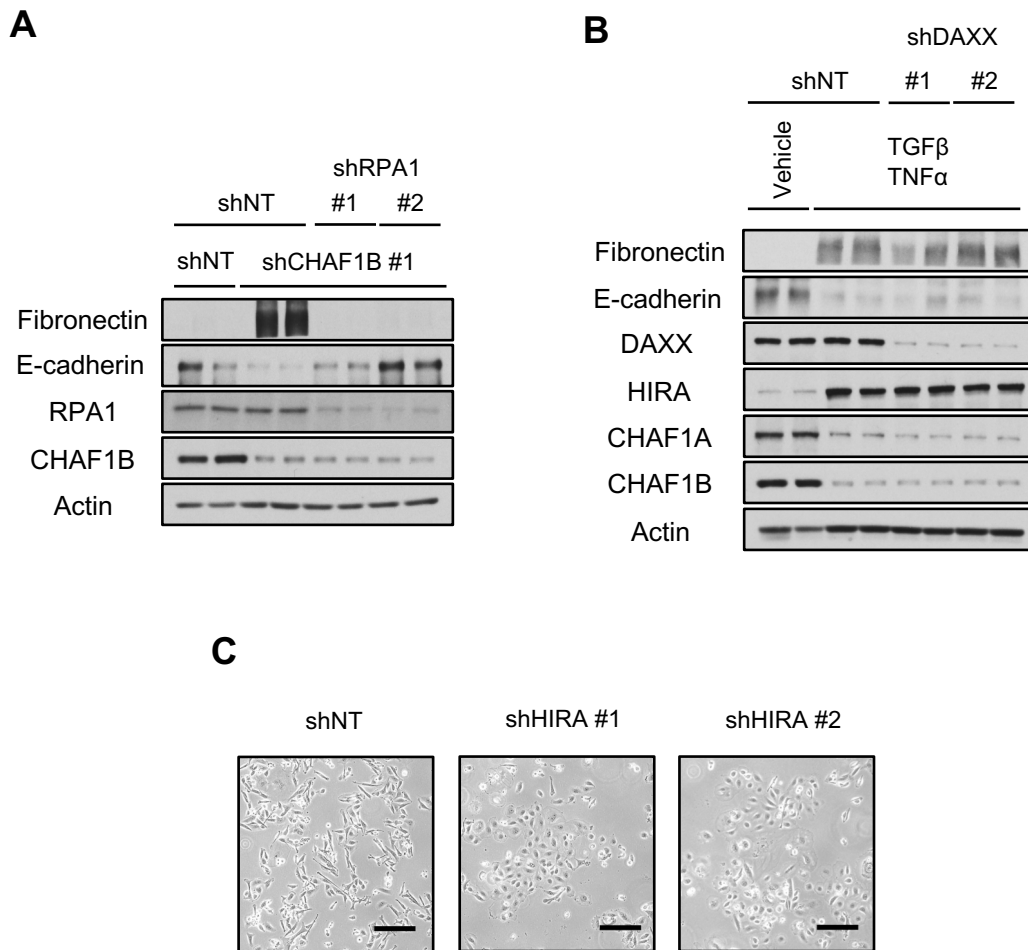 A
shRPA1
shNT #1 #2
shNT shCHAF1B #1
Fibronectin
E-cadherin
RPA1
CHAF1B
Actin
B
shDAXX
shNT #1 #2
Vehicle
TGFβ
TNFα
Fibronectin
E-cadherin
DAXX
HIRA
CHAF1A
CHAF1B
Actin
C
shNT shHIRA #1 shHIRA #2